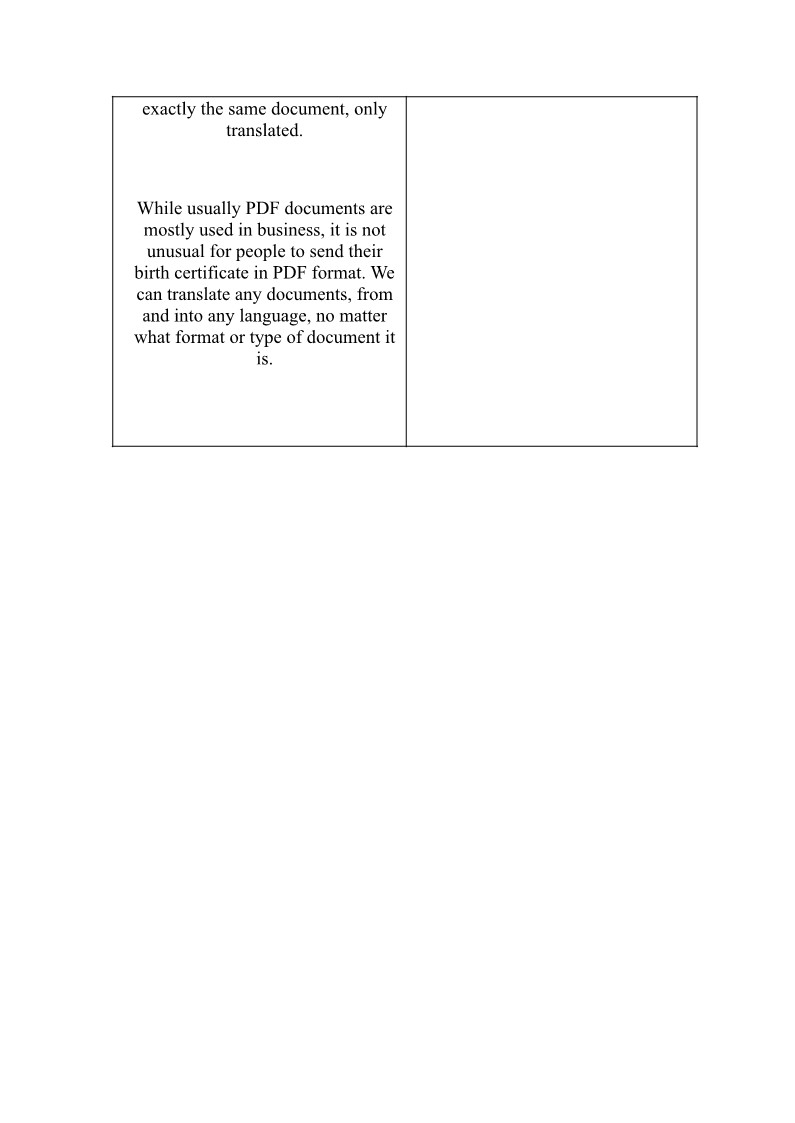 exactly the same document, only
translated.
While usually PDF documents are
mostly used in business, it is not
unusual for people to send their
birth certificate in PDF format. We
can translate any documents, from
and into any language, no matter
what format or type of document it
is.